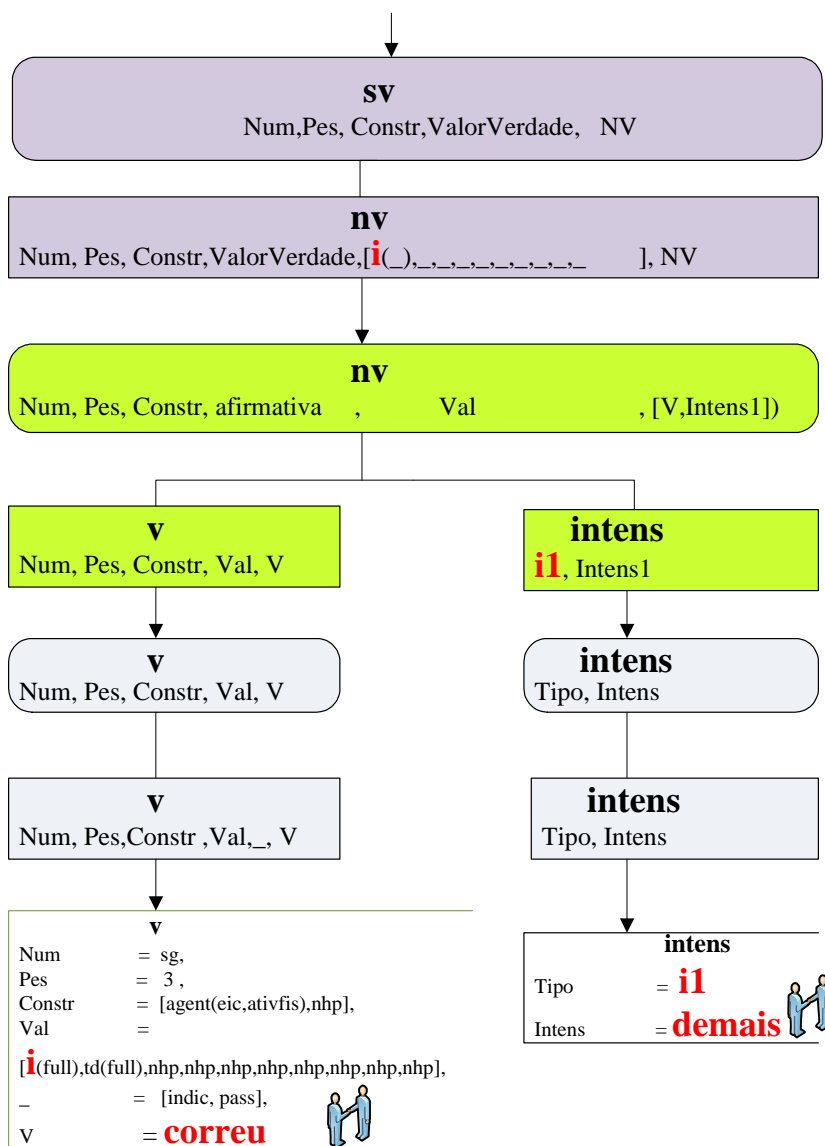 sv
Num,Pes, Constr,ValorVerdade, NV
nv
Num, Pes, Constr,ValorVerdade,[i(_),_,_,_,_,_,_,_,_,_ ], NV
nv
Num, Pes, Constr, afirmativa , Val , [V,Intens1])
v
Num, Pes, Constr, Val, V
intens
i1, Intens1
v
Num, Pes, Constr, Val, V
intens
Tipo, Intens
v
Num, Pes,Constr ,Val,_, V
intens
Tipo, Intens
v
Num = sg,
Pes = 3 ,
Constr = [agent(eic,ativfis),nhp],
Val =
[i(full),td(full),nhp,nhp,nhp,nhp,nhp,nhp,nhp,nhp],
_ = [indic, pass],
V = correu
intens
Tipo = i1
Intens = demais